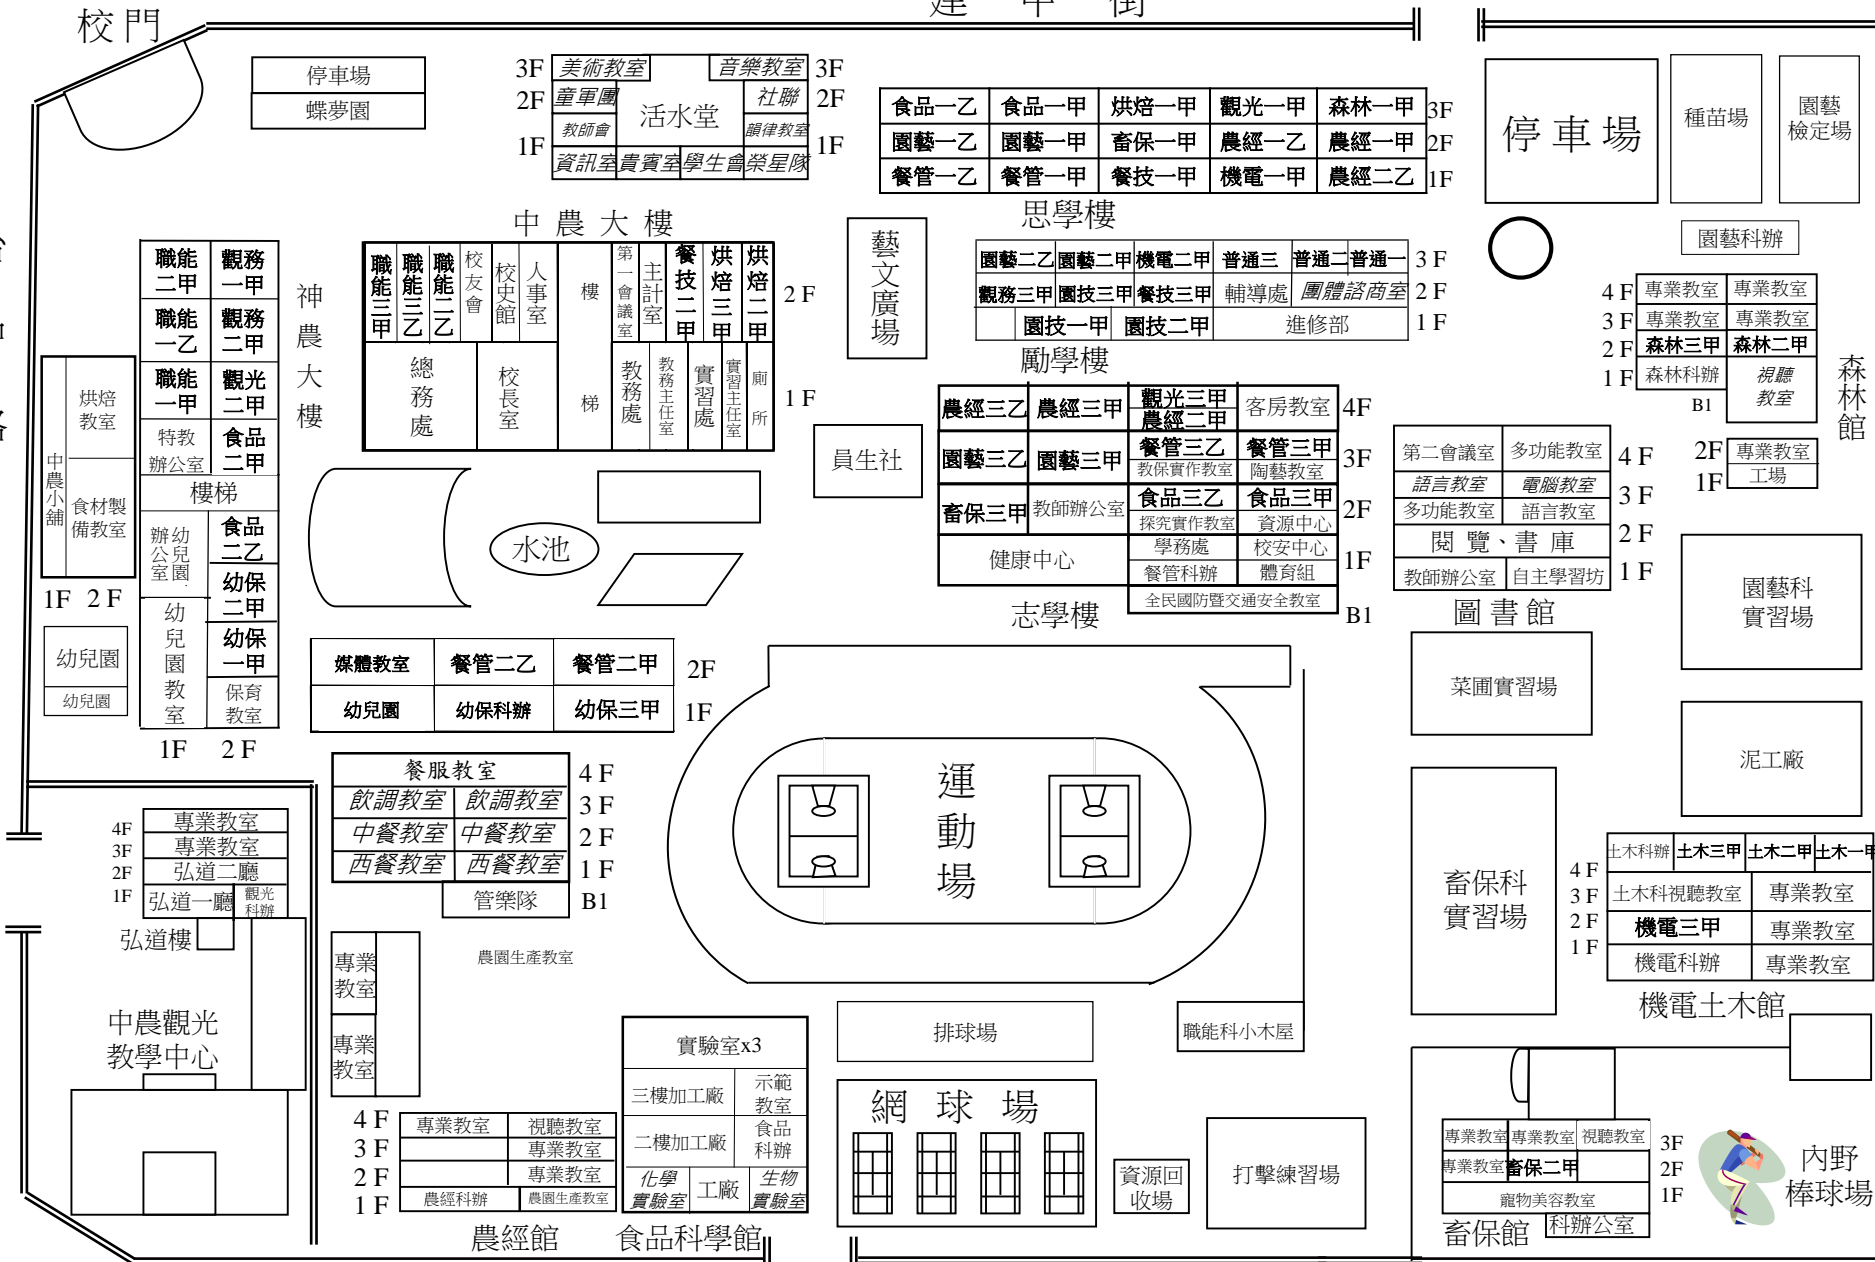 建 中 街
校門
停車場
蝶夢園
3F 美術教室 音樂教室 3F
2F 童軍團 活水堂 社聯 2F
教師會 韻律教室
1F 1F
資訊室 貴賓室 學生會 榮星隊
食品一乙 食品一甲 烘焙一甲 觀光一甲 森林一甲 3F
園藝一乙 園藝一甲 畜保一甲 農經一乙 農經一甲 2F
餐管一乙 餐管一甲 餐技一甲 機電一甲 農經二乙 1F
思學樓
停車場
種苗場
園藝
檢定場
園藝科辦
中農大樓
職能三甲 職能三乙 職能二乙 校友會 校史館 人事室 樓梯 第一會議室 主計室 餐技二甲 烘焙三甲 烘焙二甲 2F
總務處 校長室 教務處 教務主任室 實習處 實習主任室 廁所 1F
藝文廣場
園藝二乙 園藝二甲 機電二甲 普通三 普通二 普通一 3F
觀務三甲 園技三甲 餐技三甲 輔導處 團體諮商室 2F
園技一甲 園技二甲 進修部 1F
勵學樓
4F 專業教室 專業教室
3F 專業教室 專業教室
2F 森林三甲 森林二甲
1F 森林科辦 視聽
教室
B1
森林館
2F 專業教室
1F 工場
神農大樓
職能
二甲
觀務
一甲
職能
一乙
觀務
二甲
職能
一甲
觀光
二甲
特教
辦公室
食品
二甲
樓梯
幼兒園
辦公室
食品
二乙
幼保
二甲
幼兒園教室
幼保
一甲
保育
教室
1F 2F
中農小舖
烘焙
教室
食材製
備教室
1F 2F
幼兒園
幼兒園
水池
員生社
農經三乙 農經三甲 觀光三甲 客房教室 4F
農經二甲
園藝三乙 園藝三甲 餐管三乙 餐管三甲 3F
教保實作教室 陶藝教室
畜保三甲 教師辦公室 食品三乙 食品三甲 2F
探究實作教室 資源中心
健康中心 學務處 校安中心 1F
餐管科辦 體育組
全民國防暨交通安全教室 B1
志學樓
第二會議室 多功能教室 4F
語言教室 電腦教室 3F
多功能教室 語言教室
閱覽、書庫 2F
教師辦公室 自主學習坊 1F
圖書館
園藝科
實習場
菜圃實習場
泥工廠
媒體教室 餐管二乙 餐管二甲 2F
幼兒園 幼保科辦 幼保三甲 1F
餐服教室 4F
飲調教室 飲調教室 3F
中餐教室 中餐教室 2F
西餐教室 西餐教室 1F
管樂隊 B1
農園生產教室
專業
教室
專業
教室
運動場
4F 專業教室
3F 專業教室
2F 弘道二廳
1F 弘道一廳 觀光
科辦
弘道樓
中農觀光
教學中心
畜保科
實習場
土木科辦 土木三甲 土木二甲 土木一甲
4F
3F 土木科視聽教室 專業教室
2F 機電三甲 專業教室
1F 機電科辦 專業教室
機電土木館
排球場
職能科小木屋
網球場
資源回
收場
打擊練習場
實驗室x3
三樓加工廠 示範
教室
二樓加工廠 食品
科辦
化學
實驗室
工廠
生物
實驗室
食品科學館
4F 專業教室 視聽教室
3F 專業教室
2F 專業教室
1F 農經科辦 農園生產教室
農經館
專業教室 專業教室 視聽教室 3F
專業教室 畜保二甲 2F
寵物美容教室 1F
畜保館 科辦公室
內野
棒球場